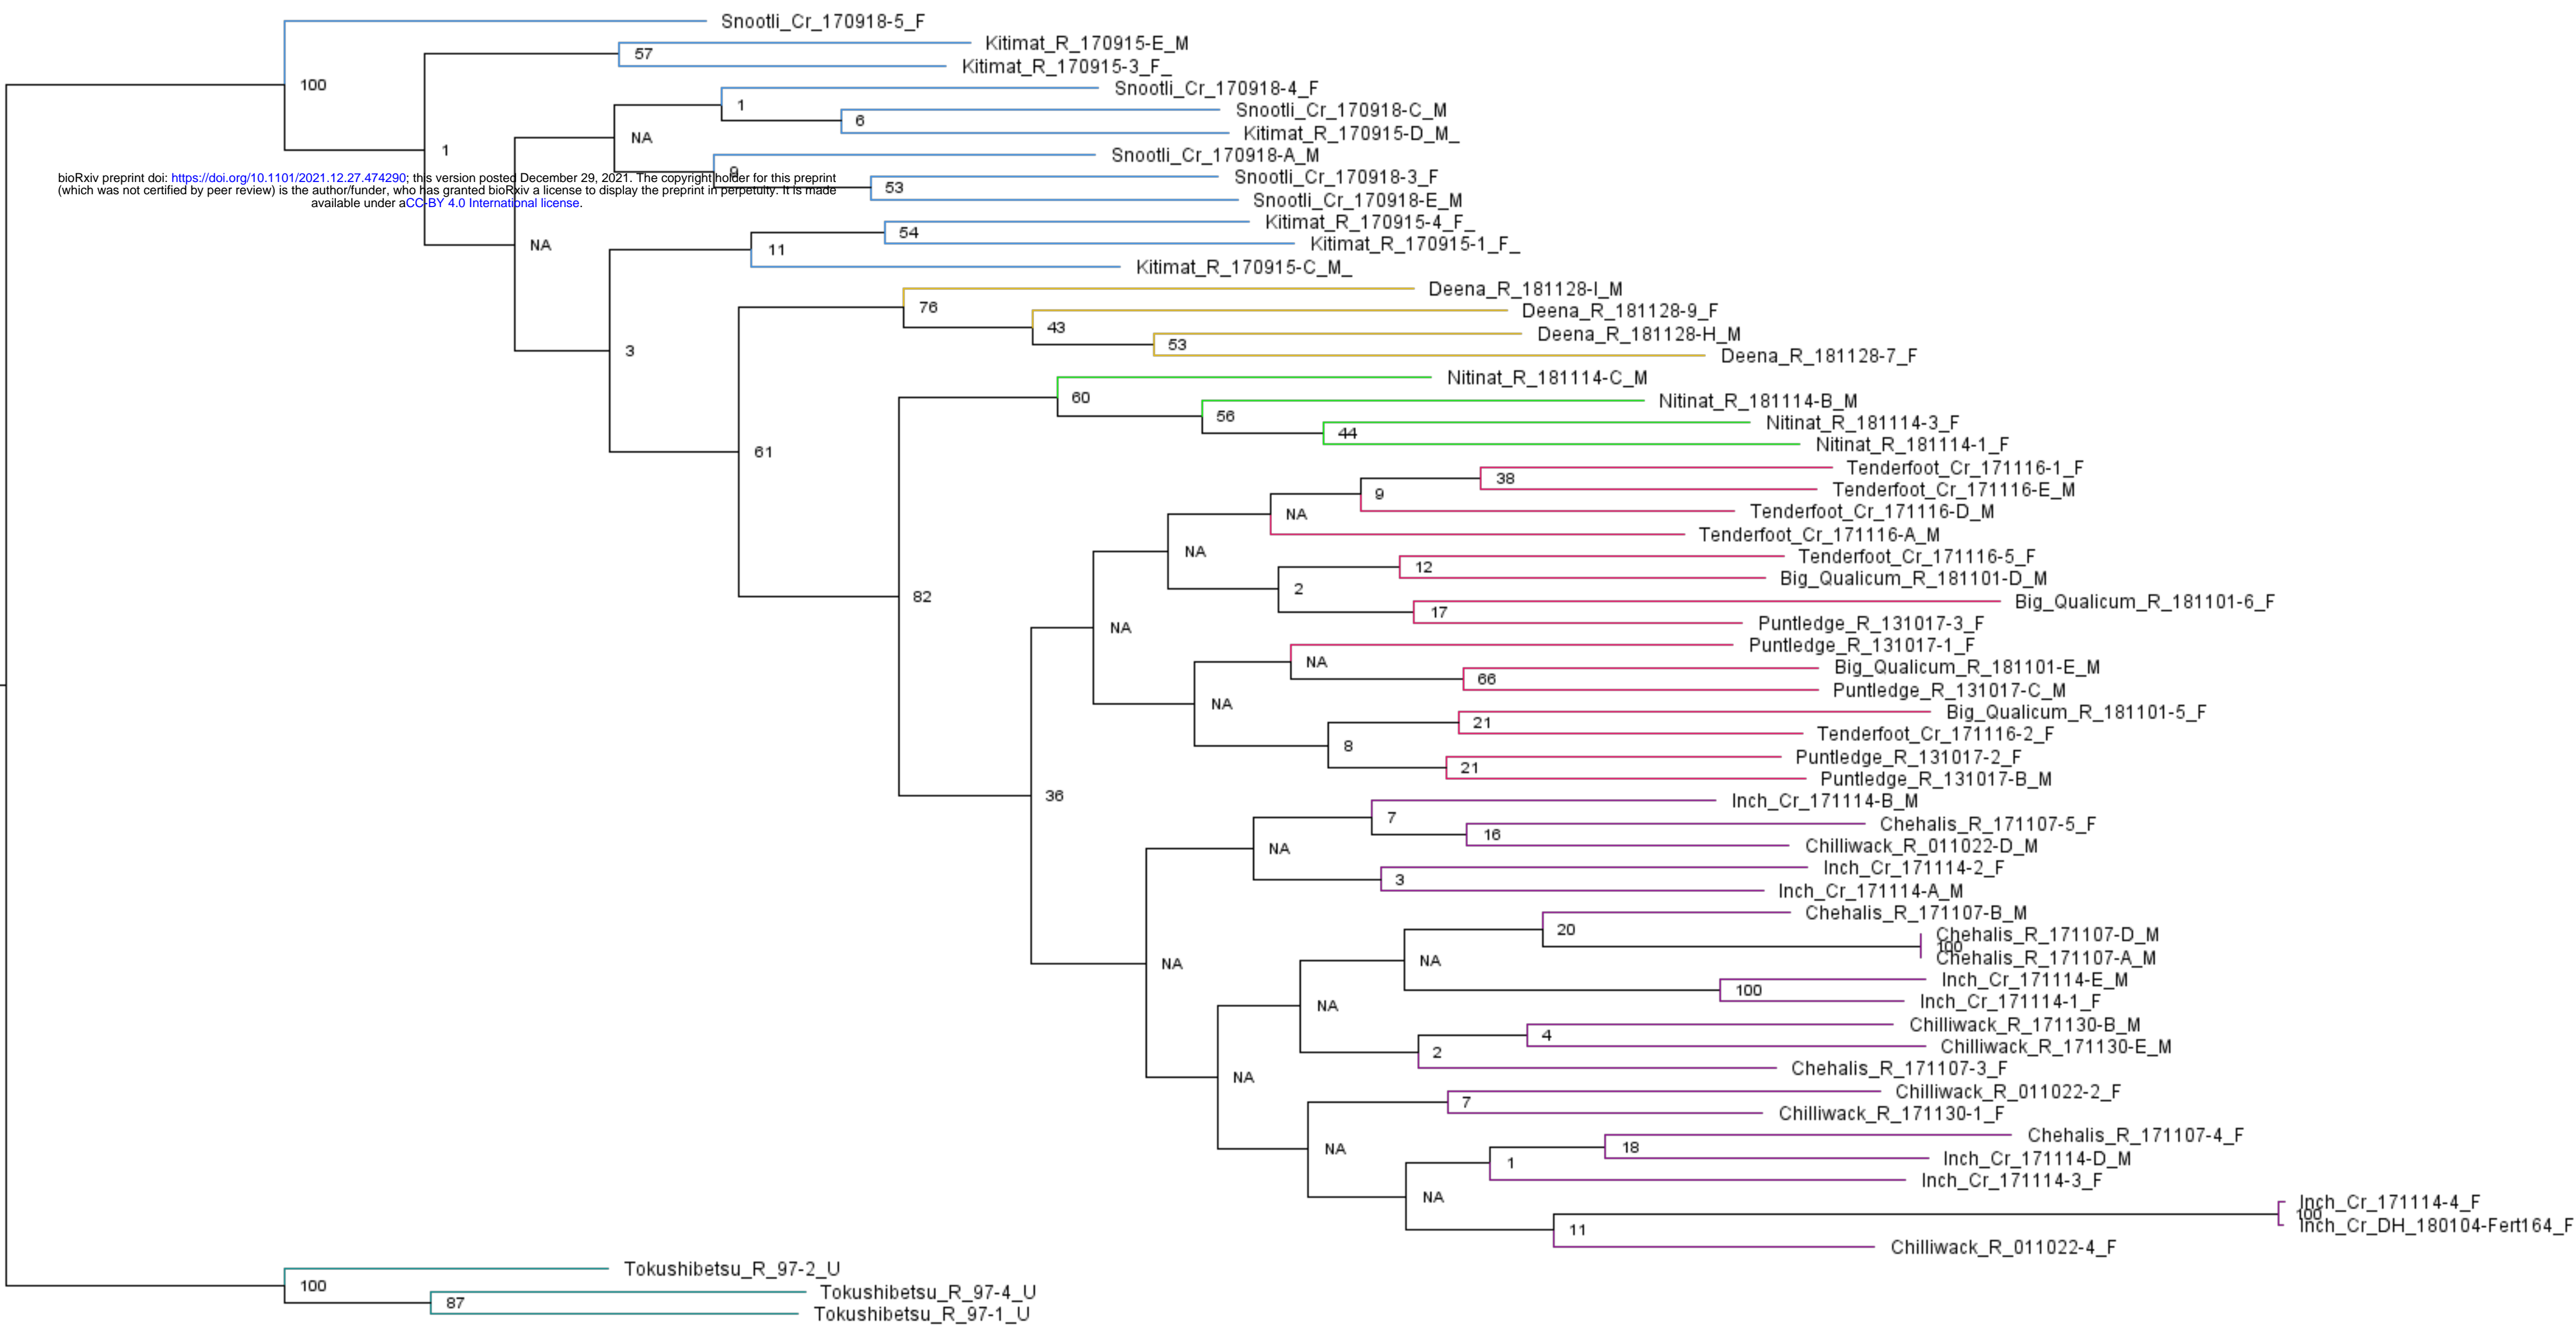 Snootli_Cr_170918-5_F
Kitimat_R_170915-E_M
57
Kitimat_R_170915-3_F_
100
Snootli_Cr_170918-4_F
1
Snootli_Cr_170918-C_M
6
Kitimat_R_170915-D_M_
NA
1
Snootli_Cr_170918-A_M
9
bioRxiv preprint doi: https://doi.org/10.1101/2021.12.27.474290; this version posted December 29, 2021. The copyright holder for this preprint
(which was not certified by peer review) is the author/funder, who has granted bioRxiv a license to display the preprint in perpetuity. It is made
available under aCC-BY 4.0 International license.
Snootli_Cr_170918-3_F
53
Snootli_Cr_170918-E_M
Kitimat_R_170915-4_F_
54
Kitimat_R_170915-1_F_
NA
11
Kitimat_R_170915-C_M_
Deena_R_181128-I_M
76
Deena_R_181128-9_F
43
Deena_R_181128-H_M
53
3
Deena_R_181128-7_F
Nitinat_R_181114-C_M
60
Nitinat_R_181114-B_M
56
Nitinat_R_181114-3_F
44
Nitinat_R_181114-1_F
61
Tenderfoot_Cr_171116-1_F
38
Tenderfoot_Cr_171116-E_M
9
Tenderfoot_Cr_171116-D_M
NA
Tenderfoot_Cr_171116-A_M
NA
Tenderfoot_Cr_171116-5_F
12
Big_Qualicum_R_181101-D_M
2
82
Big_Qualicum_R_181101-6_F
17
Puntledge_R_131017-3_F
NA
Puntledge_R_131017-1_F
NA
Big_Qualicum_R_181101-E_M
66
Puntledge_R_131017-C_M
NA
Big_Qualicum_R_181101-5_F
21
Tenderfoot_Cr_171116-2_F
8
Puntledge_R_131017-2_F
21
Puntledge_R_131017-B_M
36
Inch_Cr_171114-B_M
7
Chehalis_R_171107-5_F
16
Chilliwack_R_011022-D_M
NA
Inch_Cr_171114-2_F
3
Inch_Cr_171114-A_M
Chehalis_R_171107-B_M
20
Chehalis_R_171107-D_M
100
Chehalis_R_171107-A_M
NA
NA
Inch_Cr_171114-E_M
100
Inch_Cr_171114-1_F
NA
Chilliwack_R_171130-B_M
4
Chilliwack_R_171130-E_M
2
Chehalis_R_171107-3_F
NA
Chilliwack_R_011022-2_F
7
Chilliwack_R_171130-1_F
Chehalis_R_171107-4_F
NA
18
Inch_Cr_171114-D_M
1
Inch_Cr_171114-3_F
NA
Inch_Cr_171114-4_F
100
Inch_Cr_DH_180104-Fert164_F
11
Chilliwack_R_011022-4_F
Tokushibetsu_R_97-2_U
100
Tokushibetsu_R_97-4_U
87
Tokushibetsu_R_97-1_U